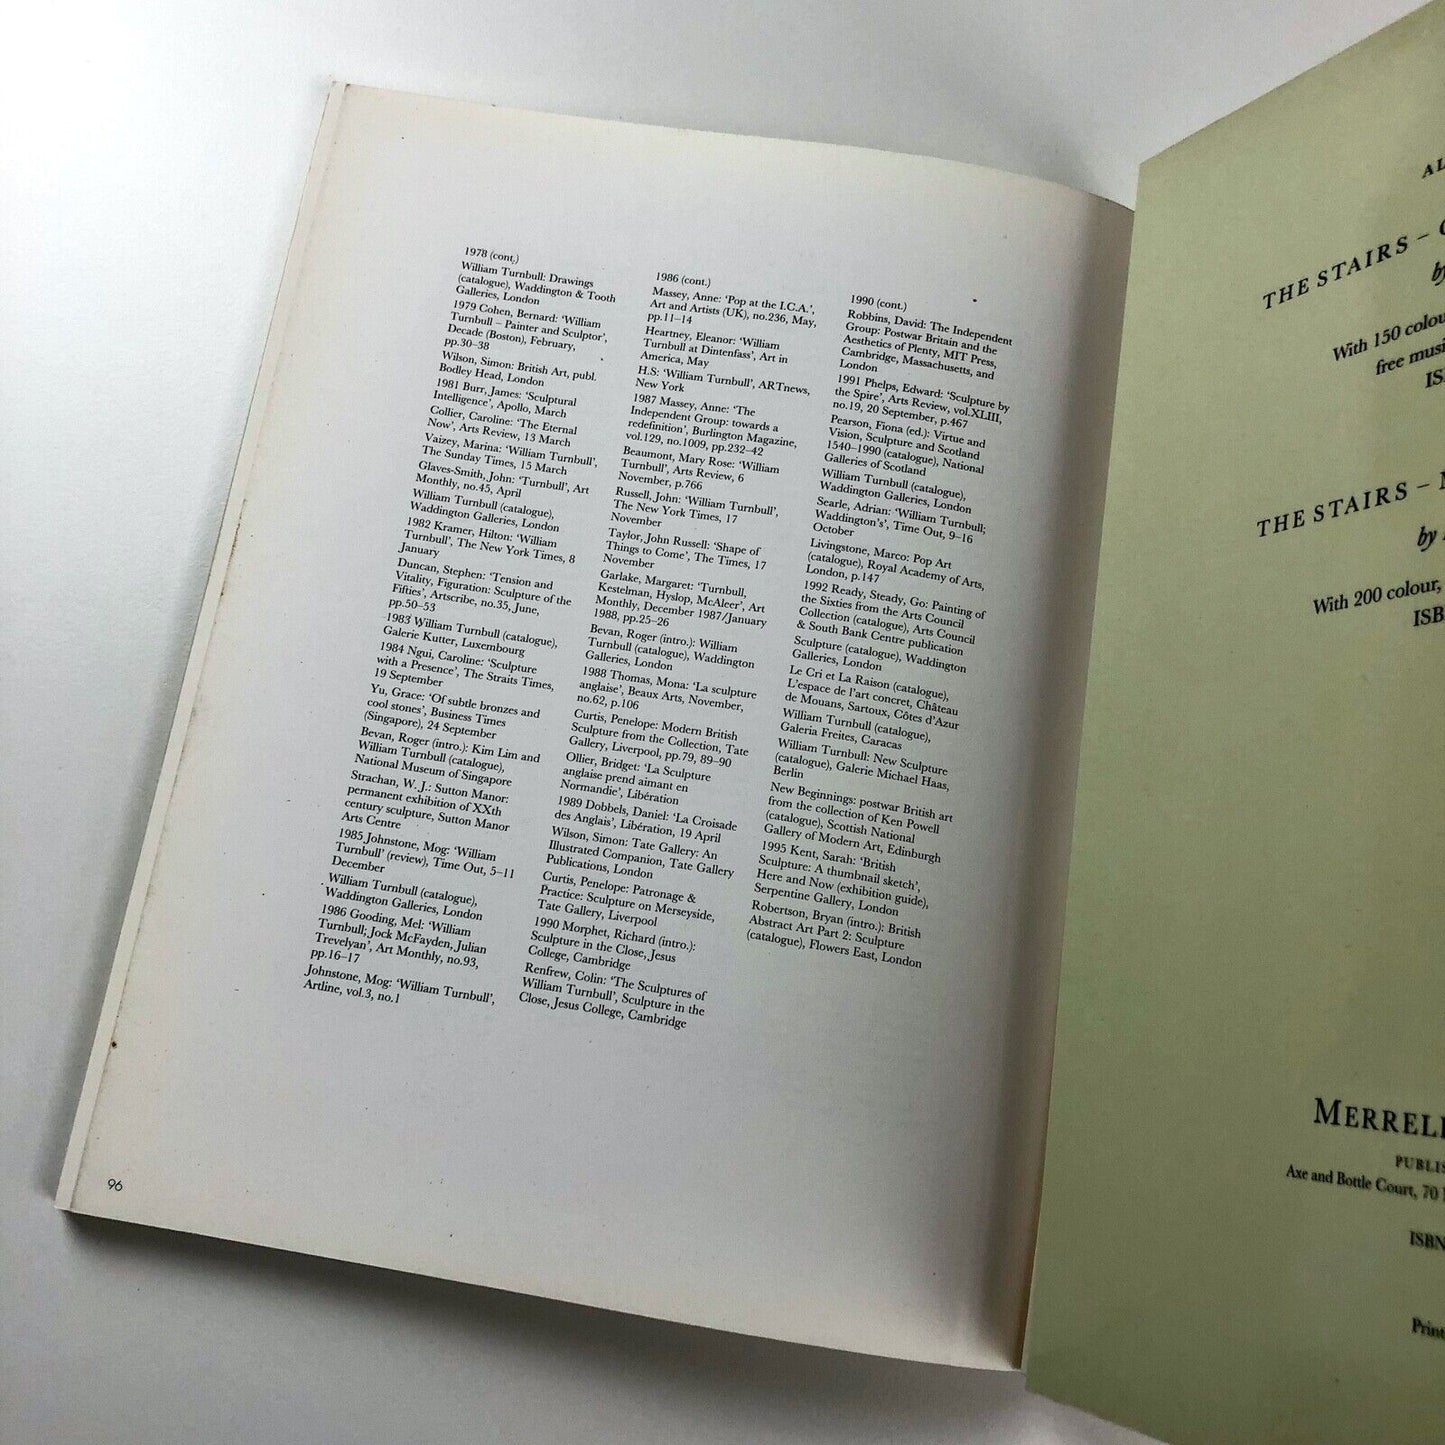 1978 (cont.)
William Turnbull: Drawings
(catalogue), Waddington & Tooth
Galleries, London
1979 Cohen, Bernard: ‘William
Turnbull – Painter and Sculptor’,
Decade (Boston), February,
pp.30–38
Wilson, Simon: British Art, publ.
Bodley Head, London
1981 Burr, James: ‘Sculptural
Intelligence’, Apollo, March
Collier, Caroline: ‘The Eternal
Now’, Arts Review, 13 March
Vaizey, Marina: ‘William Turnbull’,
The Sunday Times, 15 March
Glaves-Smith, John: ‘Turnbull’, Art
Monthly, no.45, April
William Turnbull (catalogue),
Waddington Galleries, London
1982 Kramer, Hilton: ‘William
Turnbull’, The New York Times, 8
January
Duncan, Stephen: ‘Tension and
Vitality, Figuration: Sculpture of the
Fifties’, Artscribe, no.35, June,
pp.50–53
1983 William Turnbull (catalogue),
Galerie Kutter, Luxembourg
1984 Ngui, Caroline: ‘Sculpture
with a Presence’, The Straits Times,
19 September
Yu, Grace: ‘Of subtle bronzes and
cool stones’, Business Times
(Singapore), 24 September
Bevan, Roger (intro.): Kim Lim and
William Turnbull (catalogue),
National Museum of Singapore
Strachan, W. J.: Sutton Manor:
permanent exhibition of XXth
century sculpture, Sutton Manor
Arts Centre
1985 Johnstone, Mog: ‘William
Turnbull’ (review), Time Out, 5–11
December
William Turnbull (catalogue),
Waddington Galleries, London
1986 Gooding, Mel: ‘William
Turnbull; Jock McFayden, Julian
Trevelyan’, Art Monthly, no.93,
pp.16–17
Johnstone, Mog: ‘William Turnbull’,
Artline, vol.3, no.1
1986 (cont.)
Massey, Anne: ‘Pop at the I.C.A.’,
Art and Artists (UK), no.236, May,
pp.11–14
Heartney, Eleanor: ‘William
Turnbull at Dintenfass’, Art in
America, May
H.S: ‘William Turnbull’, ARTnews,
New York
1987 Massey, Anne: ‘The
Independent Group: towards a
redefinition’, Burlington Magazine,
vol.129, no.1009, pp.232–42
Beaumont, Mary Rose: ‘William
Turnbull’, Arts Review, 6
November, p.766
Russell, John: ‘William Turnbull’,
The New York Times, 17
November
Taylor, John Russell: ‘Shape of
Things to Come’, The Times, 17
November
Garlake, Margaret: ‘Turnbull,
Kestelman, Hyslop, McAleer’, Art
Monthly, December 1987/January
1988, pp.25–26
Bevan, Roger (intro.): William
Turnbull (catalogue), Waddington
Galleries, London
1988 Thomas, Mona: ‘La sculpture
anglaise’, Beaux Arts, November,
no.62, p.106
Curtis, Penelope: Modern British
Sculpture from the Collection, Tate
Gallery, Liverpool, pp.79, 89–90
Ollier, Bridget: ‘La Sculpture
anglaise prend aimant en
Normandie’, Libération
1989 Dobbels, Daniel: ‘La Croisade
des Anglais’, Libération, 19 April
Wilson, Simon: Tate Gallery: An
Illustrated Companion, Tate Gallery
Publications, London
Curtis, Penelope: Patronage &
Practice: Sculpture on Merseyside,
Tate Gallery, Liverpool
1990 Morphet, Richard (intro.):
Sculpture in the Close, Jesus
College, Cambridge
Renfrew, Colin: ‘The Sculptures of
William Turnbull’, Sculpture in the
Close, Jesus College, Cambridge
1990 (cont.)
Robbins, David: The Independent
Group: Postwar Britain and the
Aesthetics of Plenty, MIT Press,
Cambridge, Massachusetts, and
London
1991 Phelps, Edward: ‘Sculpture by
the Spire’, Arts Review, vol.XLIII,
no.19, 20 September, p.467
Pearson, Fiona (ed.): Virtue and
Vision, Sculpture and Scotland
1540–1990 (catalogue), National
Galleries of Scotland
William Turnbull (catalogue),
Waddington Galleries, London
Searle, Adrian: ‘William Turnbull;
Waddington’s’, Time Out, 9–16
October
Livingstone, Marco: Pop Art
(catalogue), Royal Academy of Arts,
London, p.147
1992 Ready, Steady, Go: Painting of
the Sixties from the Arts Council
Collection (catalogue), Arts Council
& South Bank Centre publication
Sculpture (catalogue), Waddington
Galleries, London
Le Cri et La Raison (catalogue),
L’espace de l’art concret, Château
de Mouans, Sartoux, Côtes d’Azur
William Turnbull (catalogue),
Galeria Freites, Caracas
William Turnbull: New Sculpture
(catalogue), Galerie Michael Haas,
Berlin
New Beginnings: postwar British art
from the collection of Ken Powell
(catalogue), Scottish National
Gallery of Modern Art, Edinburgh
1995 Kent, Sarah: ‘British
Sculpture: A thumbnail sketch’,
Here and Now (exhibition guide),
Serpentine Gallery, London
Robertson, Bryan (intro.): British
Abstract Art Part 2: Sculpture
(catalogue), Flowers East, London
96
AL
THE STAIRS –
by
With 150 colou
free musi
IS
THE STAIRS –
by
With 200 colour,
ISB
MERRELL
PUBLIS
Axe and Bottle Court, 70
ISBN
Print